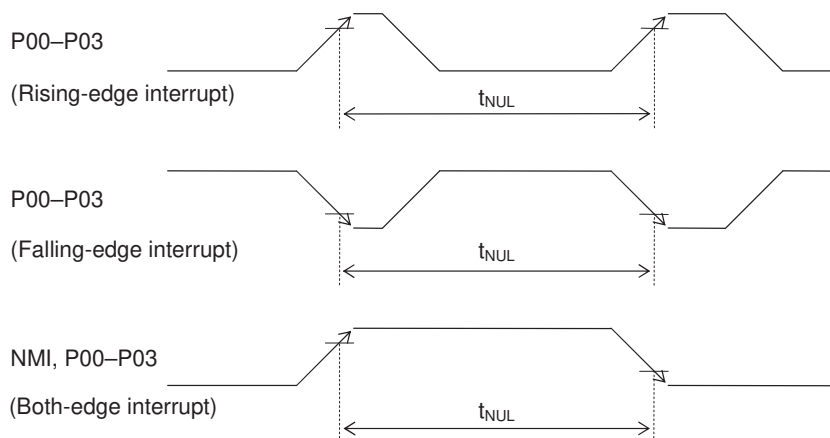 P00–P03
(Rising-edge interrupt)
tNUL
P00–P03
(Falling-edge interrupt)
tNUL
NMI, P00–P03
(Both-edge interrupt)
tNUL